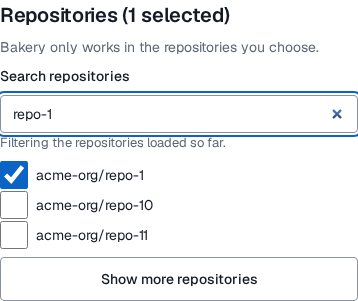 Repositories (1 selected)
Bakery only works in the repositories you choose.
Search repositories
repo-1
Filtering the repositories loaded so far.
acme-org/repo-1
acme-org/repo-10
acme-org/repo-11
Show more repositories